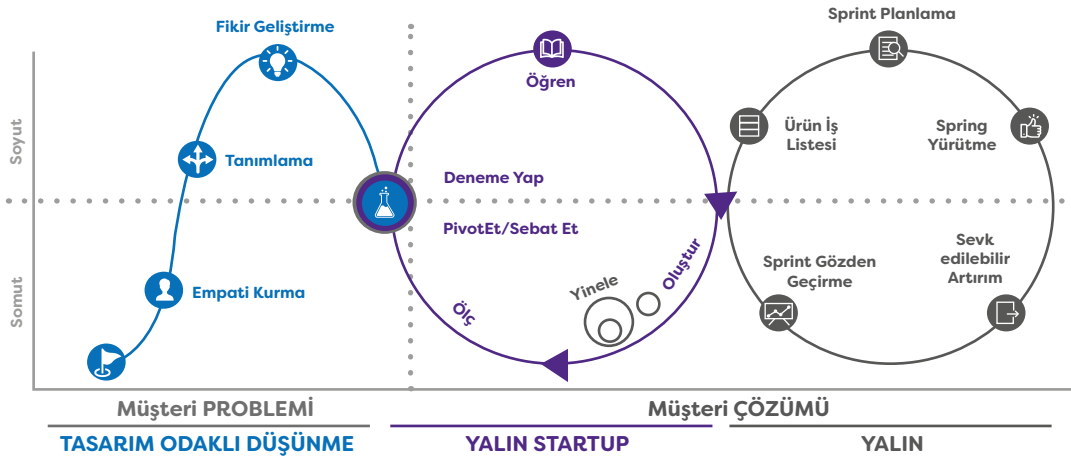 Fikir Geliştirme
Sprint Planlama
Öğren
Soyut
Tanımlama
Ürün İş
Listesi
Spring
Yürütme
Deneme Yap
PivotEt/Sebat Et
Somut
Empati Kurma
Ölç
Yinele
Oluştur
Sprint Gözden
Geçirme
Sevk
edilebilir
Artırım
Müşteri PROBLEMİ
Müşteri ÇÖZÜMÜ
TASARIM ODAKLI DÜŞÜNME
YALIN STARTUP
YALIN